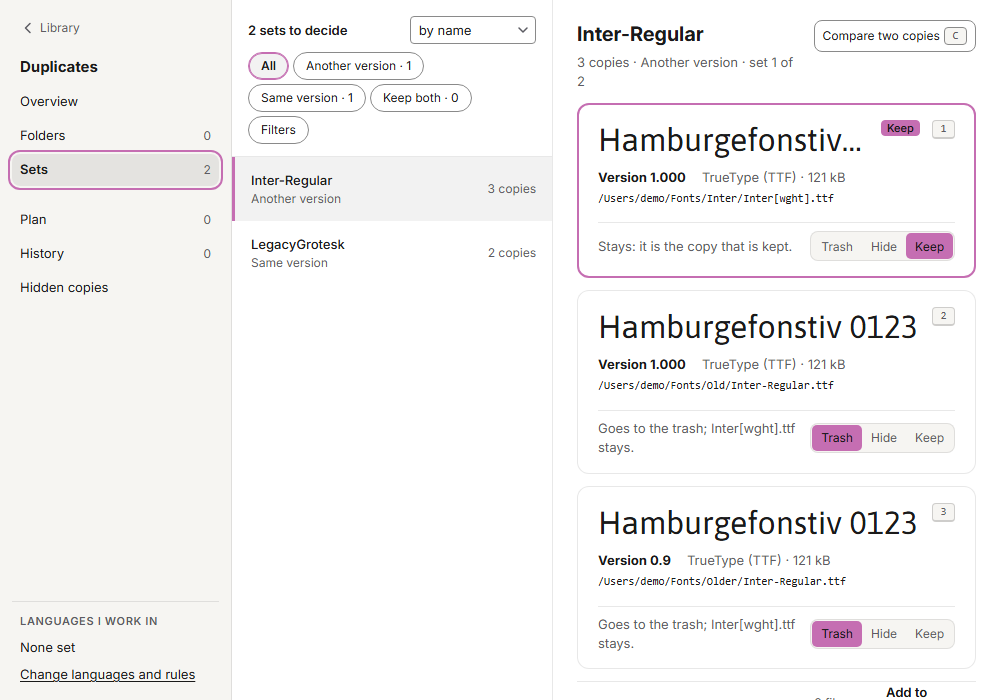 Library
Duplicates
Overview
Folders 0
Sets 2
Plan 0
History 0
Hidden copies
LANGUAGES I WORK IN
None set
Change languages and rules
2 sets to decide
by name
All
Another version · 1
Same version · 1
Keep both · 0
Filters
Inter-Regular
Another version
3 copies
LegacyGrotesk
Same version
2 copies
Inter-Regular
3 copies · Another version · set 1 of
2
Compare two copies C
Hamburgefonstiv...
Keep
1
Version 1.000 TrueType (TTF) · 121 kB
/Users/demo/Fonts/Inter/Inter[wght].ttf
Stays: it is the copy that is kept.
Trash Hide Keep
Hamburgefonstiv 0123
2
Version 1.000 TrueType (TTF) · 121 kB
/Users/demo/Fonts/Old/Inter-Regular.ttf
Goes to the trash; Inter[wght].ttf
stays.
Trash Hide Keep
Hamburgefonstiv 0123
3
Version 0.9 TrueType (TTF) · 121 kB
/Users/demo/Fonts/Older/Inter-Regular.ttf
Goes to the trash; Inter[wght].ttf
stays.
Trash Hide Keep
Add to